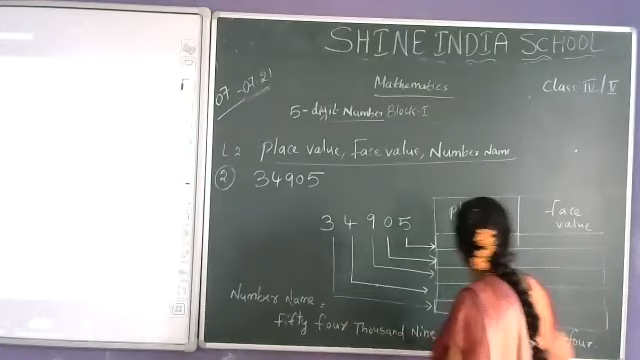 SHINE INDIA SCHOOL
07-07-21
Mathematics
Class IV/V
5-digit Number Block-I
L2 Place value, face value, Number Name
② 34905
3 4 9 0 5
face value
Number Name =
fifty four Thousand Nine four